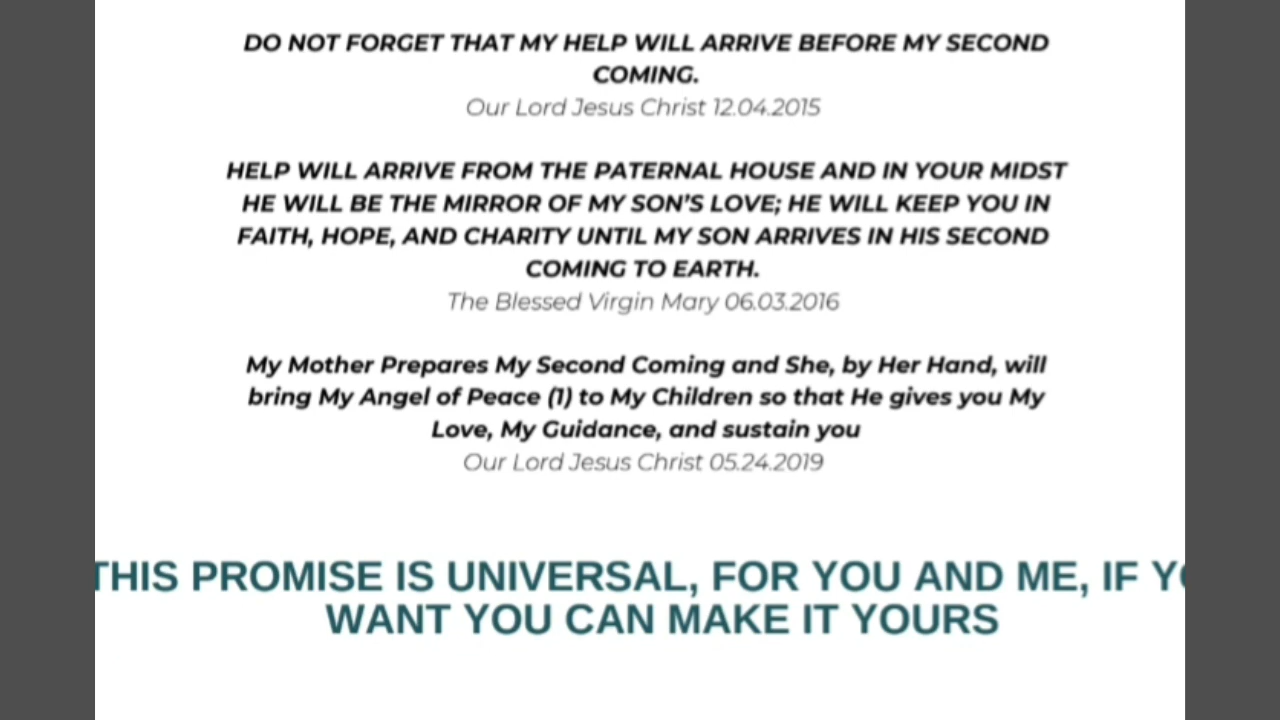 DO NOT FORGET THAT MY HELP WILL ARRIVE BEFORE MY SECOND
COMING.
Our Lord Jesus Christ 12.04.2015
HELP WILL ARRIVE FROM THE PATERNAL HOUSE AND IN YOUR MIDST
HE WILL BE THE MIRROR OF MY SON'S LOVE; HE WILL KEEP YOU IN
FAITH, HOPE, AND CHARITY UNTIL MY SON ARRIVES IN HIS SECOND
COMING TO EARTH.
The Blessed Virgin Mary 06.03.2016
My Mother Prepares My Second Coming and She, by Her Hand, will
bring My Angel of Peace (1) to My Children so that He gives you My
Love, My Guidance, and sustain you
Our Lord Jesus Christ 05.24.2019
THIS PROMISE IS UNIVERSAL, FOR YOU AND ME, IF
WANT YOU CAN MAKE IT YOURS